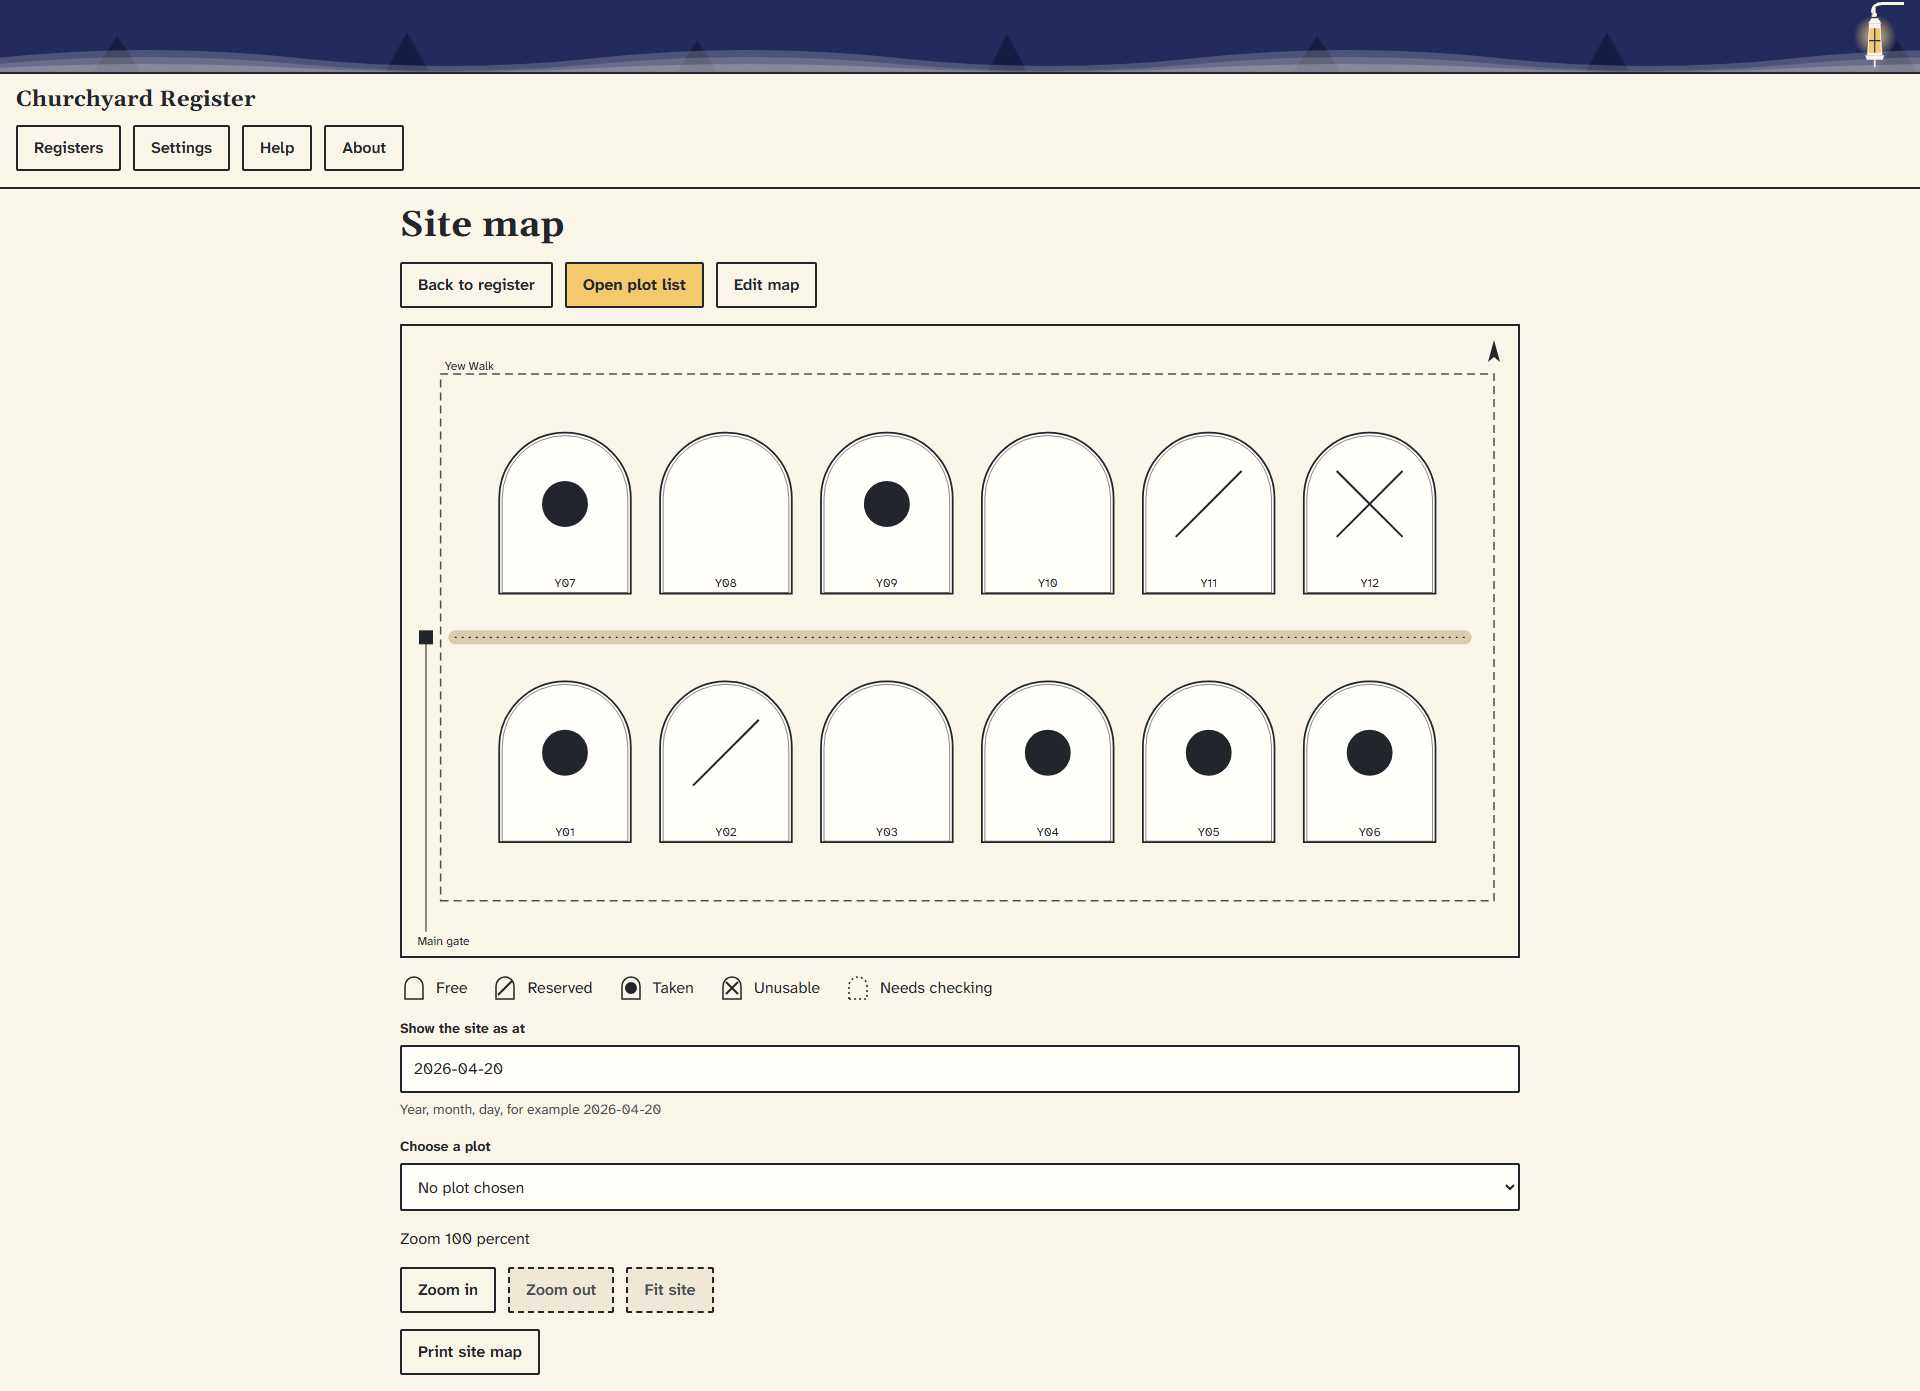 Churchyard Register
Registers Settings Help About
Site map
Back to register Open plot list Edit map
Yew Walk
Y07 Y08 Y09 Y10 Y11 Y12
Y01 Y02 Y03 Y04 Y05 Y06
Main gate
Free Reserved Taken Unusable Needs checking
Show the site as at
2026-04-20
Year, month, day, for example 2026-04-20
Choose a plot
No plot chosen
Zoom 100 percent
Zoom in Zoom out Fit site
Print site map